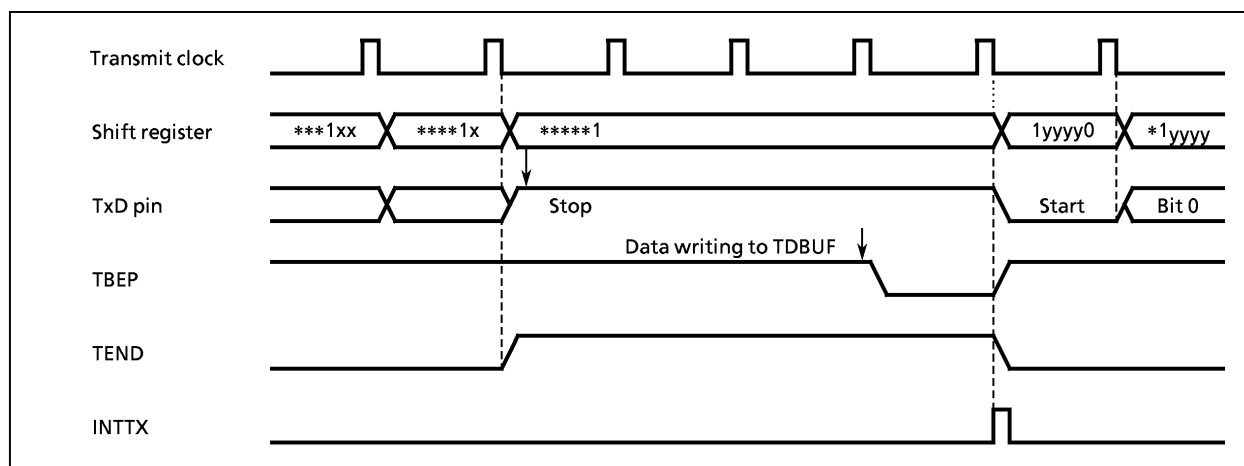 Transmit clock
Shift register ***1xx ****1x *****1 1yyyy0 *1yyyy
TxD pin Stop Start Bit 0
Data writing to TDBUF
TBEP
TEND
INTTX